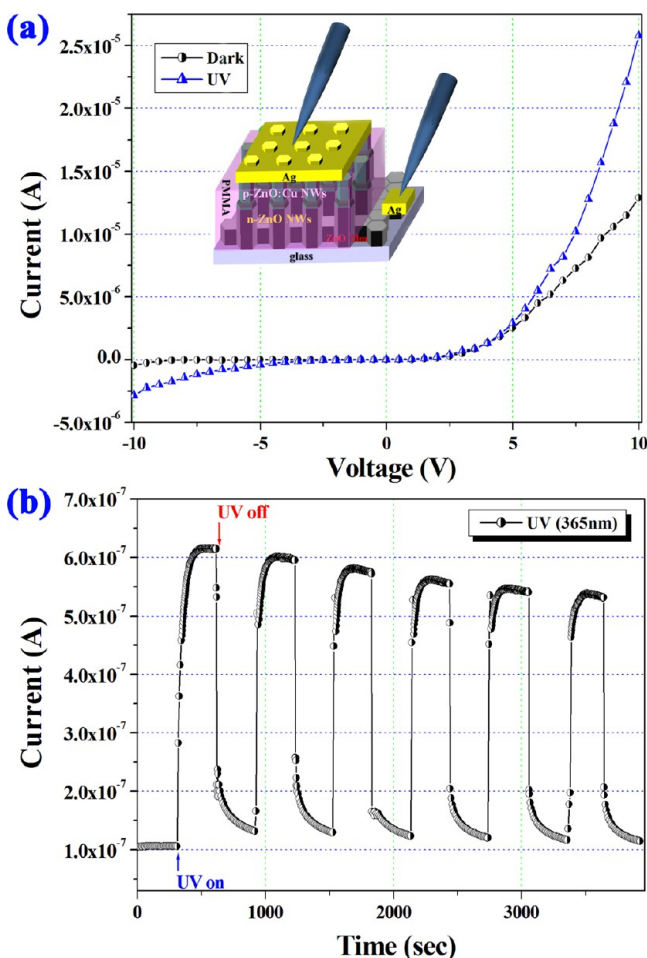 (a)
2.5x10⁻⁵
2.0x10⁻⁵
1.5x10⁻⁵
1.0x10⁻⁵
5.0x10⁻⁶
0.0
-5.0x10⁻⁶
Current (A)
Dark
UV
Ag
PMMA
p-ZnO:Cu NWs
n-ZnO NWs
Ag
glass
-10 -5 0 5 10
Voltage (V)
(b)
7.0x10⁻⁷
6.0x10⁻⁷
5.0x10⁻⁷
4.0x10⁻⁷
3.0x10⁻⁷
2.0x10⁻⁷
1.0x10⁻⁷
Current (A)
UV off
UV (365nm)
UV on
0 1000 2000 3000
Time (sec)